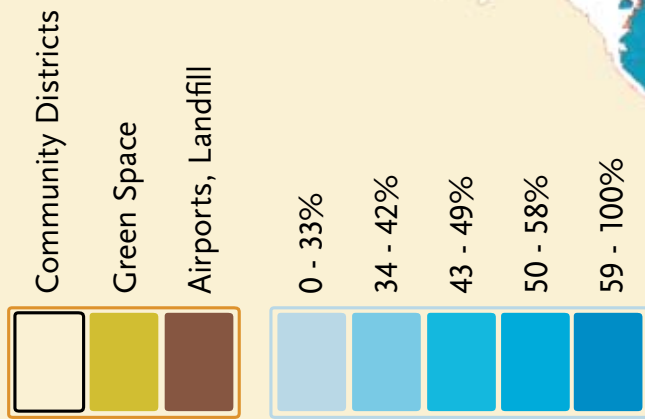 Community Districts
Green Space
Airports, Landfill
0 - 33%
34 - 42%
43 - 49%
50 - 58%
59 - 100%